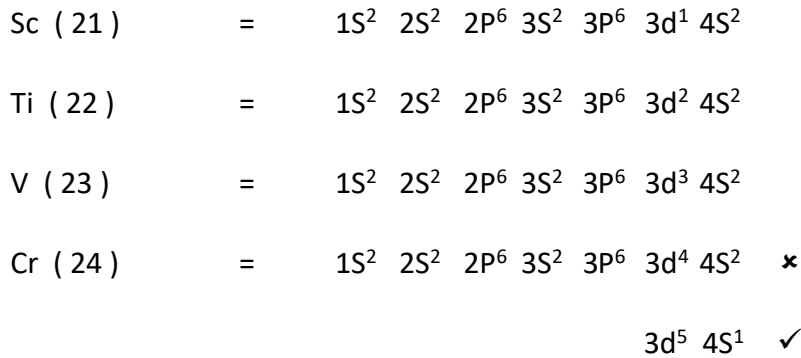 Sc ( 21 ) = 1S² 2S² 2P⁶ 3S² 3P⁶ 3d¹ 4S²
Ti ( 22 ) = 1S² 2S² 2P⁶ 3S² 3P⁶ 3d² 4S²
V ( 23 ) = 1S² 2S² 2P⁶ 3S² 3P⁶ 3d³ 4S²
Cr ( 24 ) = 1S² 2S² 2P⁶ 3S² 3P⁶ 3d⁴ 4S² ×
3d⁵ 4S¹ ✓